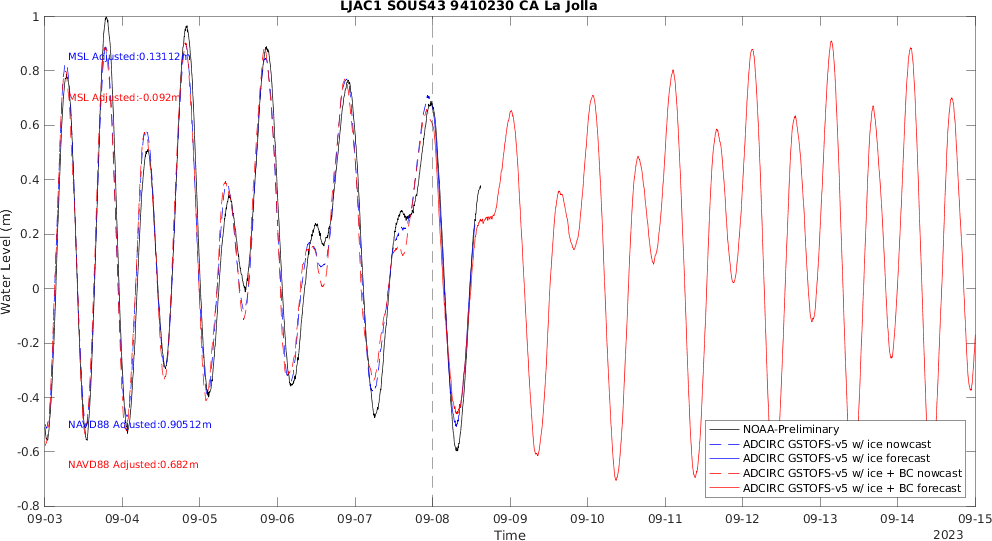 LJAC1 SOUS43 9410230 CA La Jolla
Water Level (m)
1
0.8
0.6
0.4
0.2
0
-0.2
-0.4
-0.6
-0.8
MSL Adjusted:0.13112m
MSL Adjusted:-0.092m
NAVD88 Adjusted:0.90512m
NAVD88 Adjusted:0.682m
NOAA-Preliminary
ADCIRC GSTOFS-v5 w/ ice nowcast
ADCIRC GSTOFS-v5 w/ ice forecast
ADCIRC GSTOFS-v5 w/ ice + BC nowcast
ADCIRC GSTOFS-v5 w/ ice + BC forecast
09-03 09-04 09-05 09-06 09-07 09-08 09-09 09-10 09-11 09-12 09-13 09-14 09-15
Time
2023